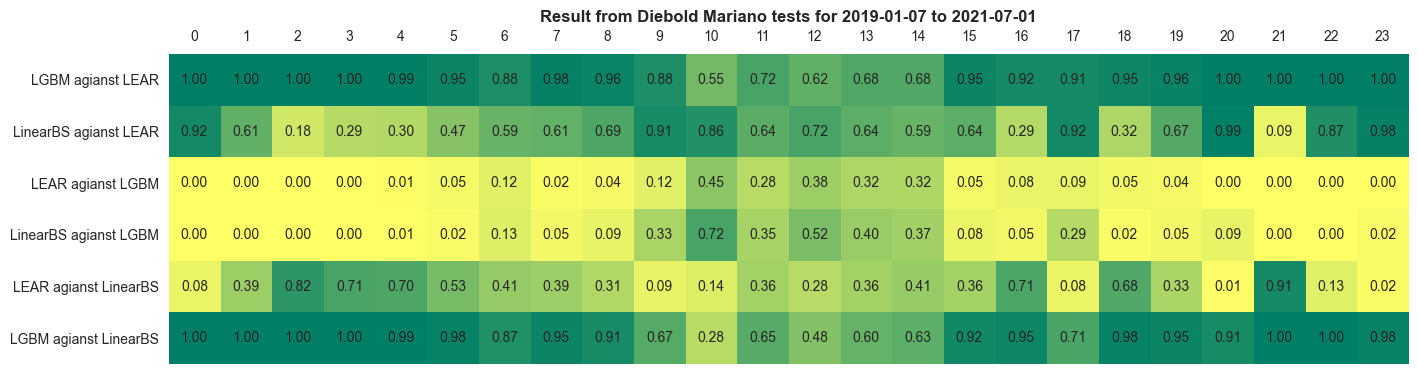 Result from Diebold Mariano tests for 2019-01-07 to 2021-07-01
0 1 2 3 4 5 6 7 8 9 10 11 12 13 14 15 16 17 18 19 20 21 22 23
LGBM agianst LEAR 1.00 1.00 1.00 1.00 0.99 0.95 0.88 0.98 0.96 0.88 0.55 0.72 0.62 0.68 0.68 0.95 0.92 0.91 0.95 0.96 1.00 1.00 1.00 1.00
LinearBS agianst LEAR 0.92 0.61 0.18 0.29 0.30 0.47 0.59 0.61 0.69 0.91 0.86 0.64 0.72 0.64 0.59 0.64 0.29 0.92 0.32 0.67 0.99 0.09 0.87 0.98
LEAR agianst LGBM 0.00 0.00 0.00 0.00 0.01 0.05 0.12 0.02 0.04 0.12 0.45 0.28 0.38 0.32 0.32 0.05 0.08 0.09 0.05 0.04 0.00 0.00 0.00 0.00
LinearBS agianst LGBM 0.00 0.00 0.00 0.00 0.01 0.02 0.13 0.05 0.09 0.33 0.72 0.35 0.52 0.40 0.37 0.08 0.05 0.29 0.02 0.05 0.09 0.00 0.00 0.02
LEAR agianst LinearBS 0.08 0.39 0.82 0.71 0.70 0.53 0.41 0.39 0.31 0.09 0.14 0.36 0.28 0.36 0.41 0.36 0.71 0.08 0.68 0.33 0.01 0.91 0.13 0.02
LGBM agianst LinearBS 1.00 1.00 1.00 1.00 0.99 0.98 0.87 0.95 0.91 0.67 0.28 0.65 0.48 0.60 0.63 0.92 0.95 0.71 0.98 0.95 0.91 1.00 1.00 0.98